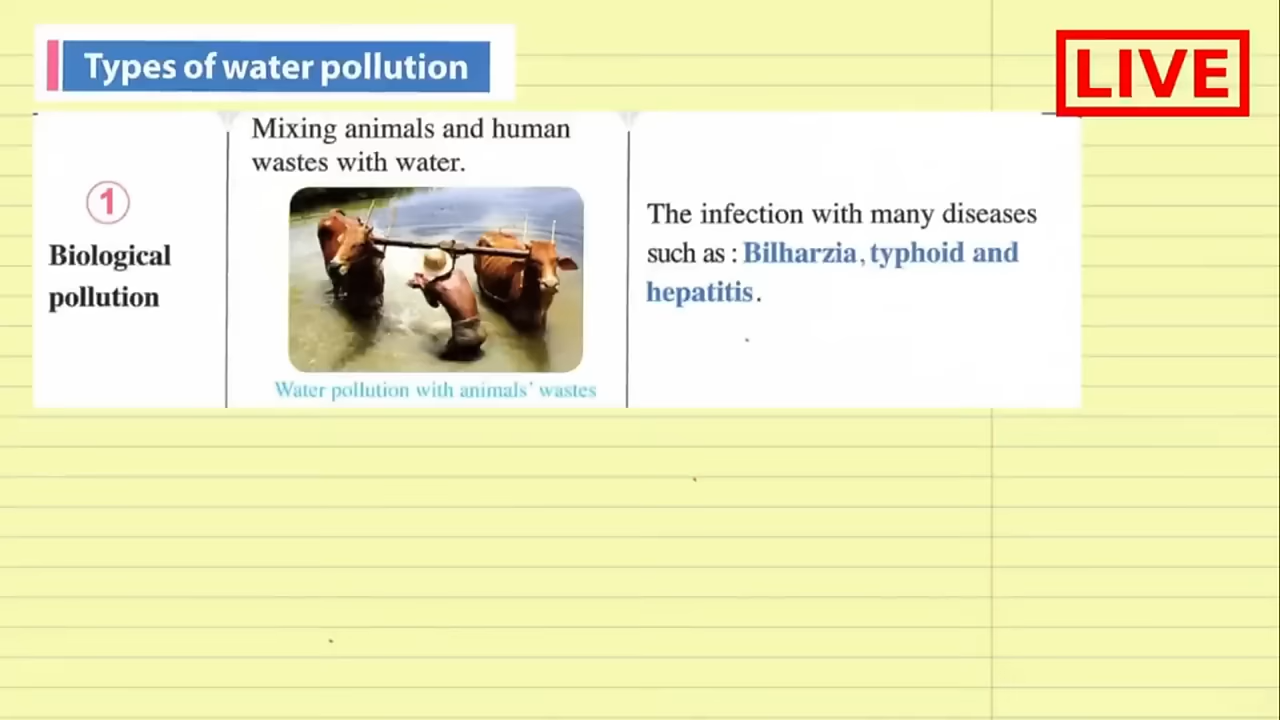 Types of water pollution
LIVE
1
Biological
pollution
Mixing animals and human
wastes with water.
Water pollution with animals' wastes
The infection with many diseases
such as : Bilharzia, typhoid and
hepatitis.